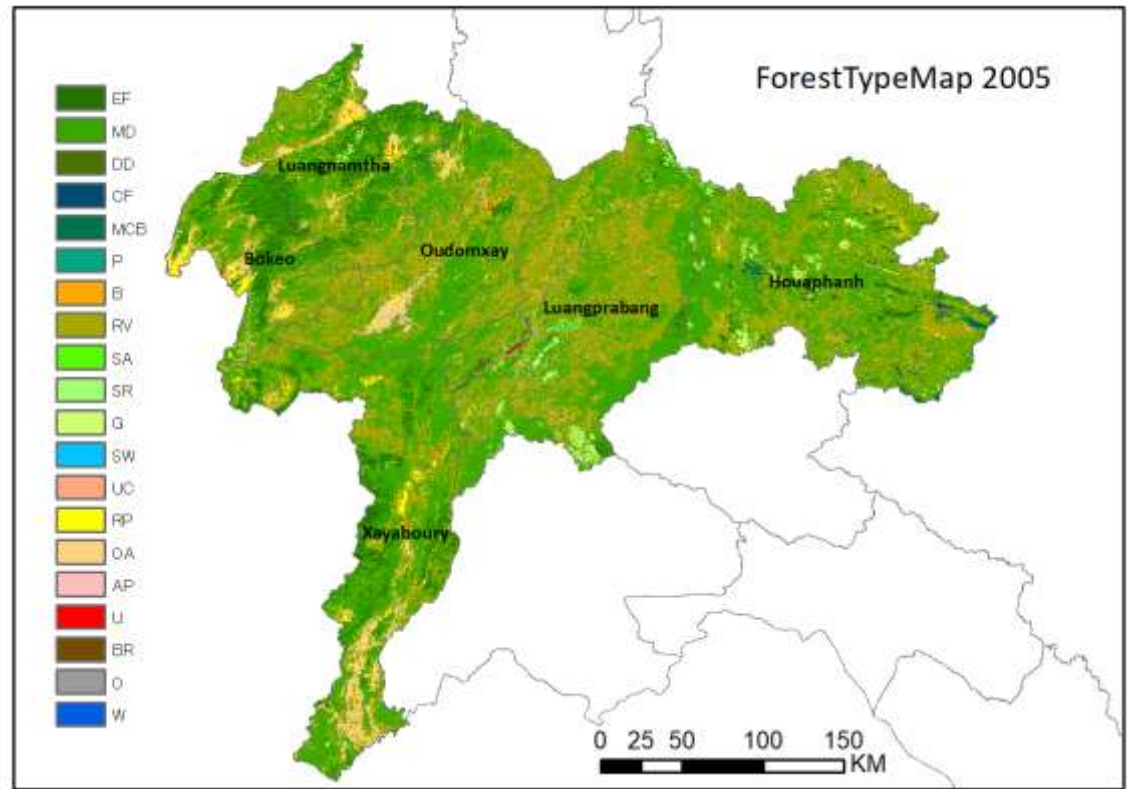 ForestTypeMap 2005
EF
MD
DD
CF
MCB
P
B
RV
SA
SR
G
SW
UC
RP
OA
AP
U
BR
O
W
Luangnamtha
Bokeo
Oudomxay
Luangprabang
Houaphanh
Xayaboury
0 25 50 100 150
KM